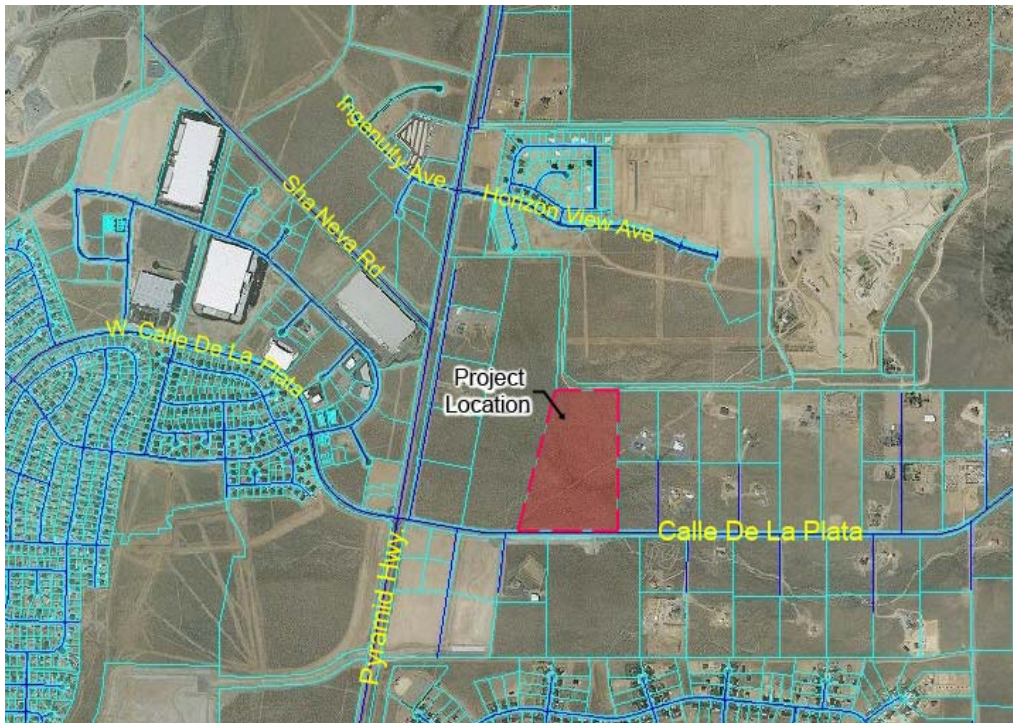 Ingenuity Ave.
Horizon View Ave.
Sha Neva Rd
W. Calle De La Plata
Project
Location
Calle De La Plata
Pyramid Hwy